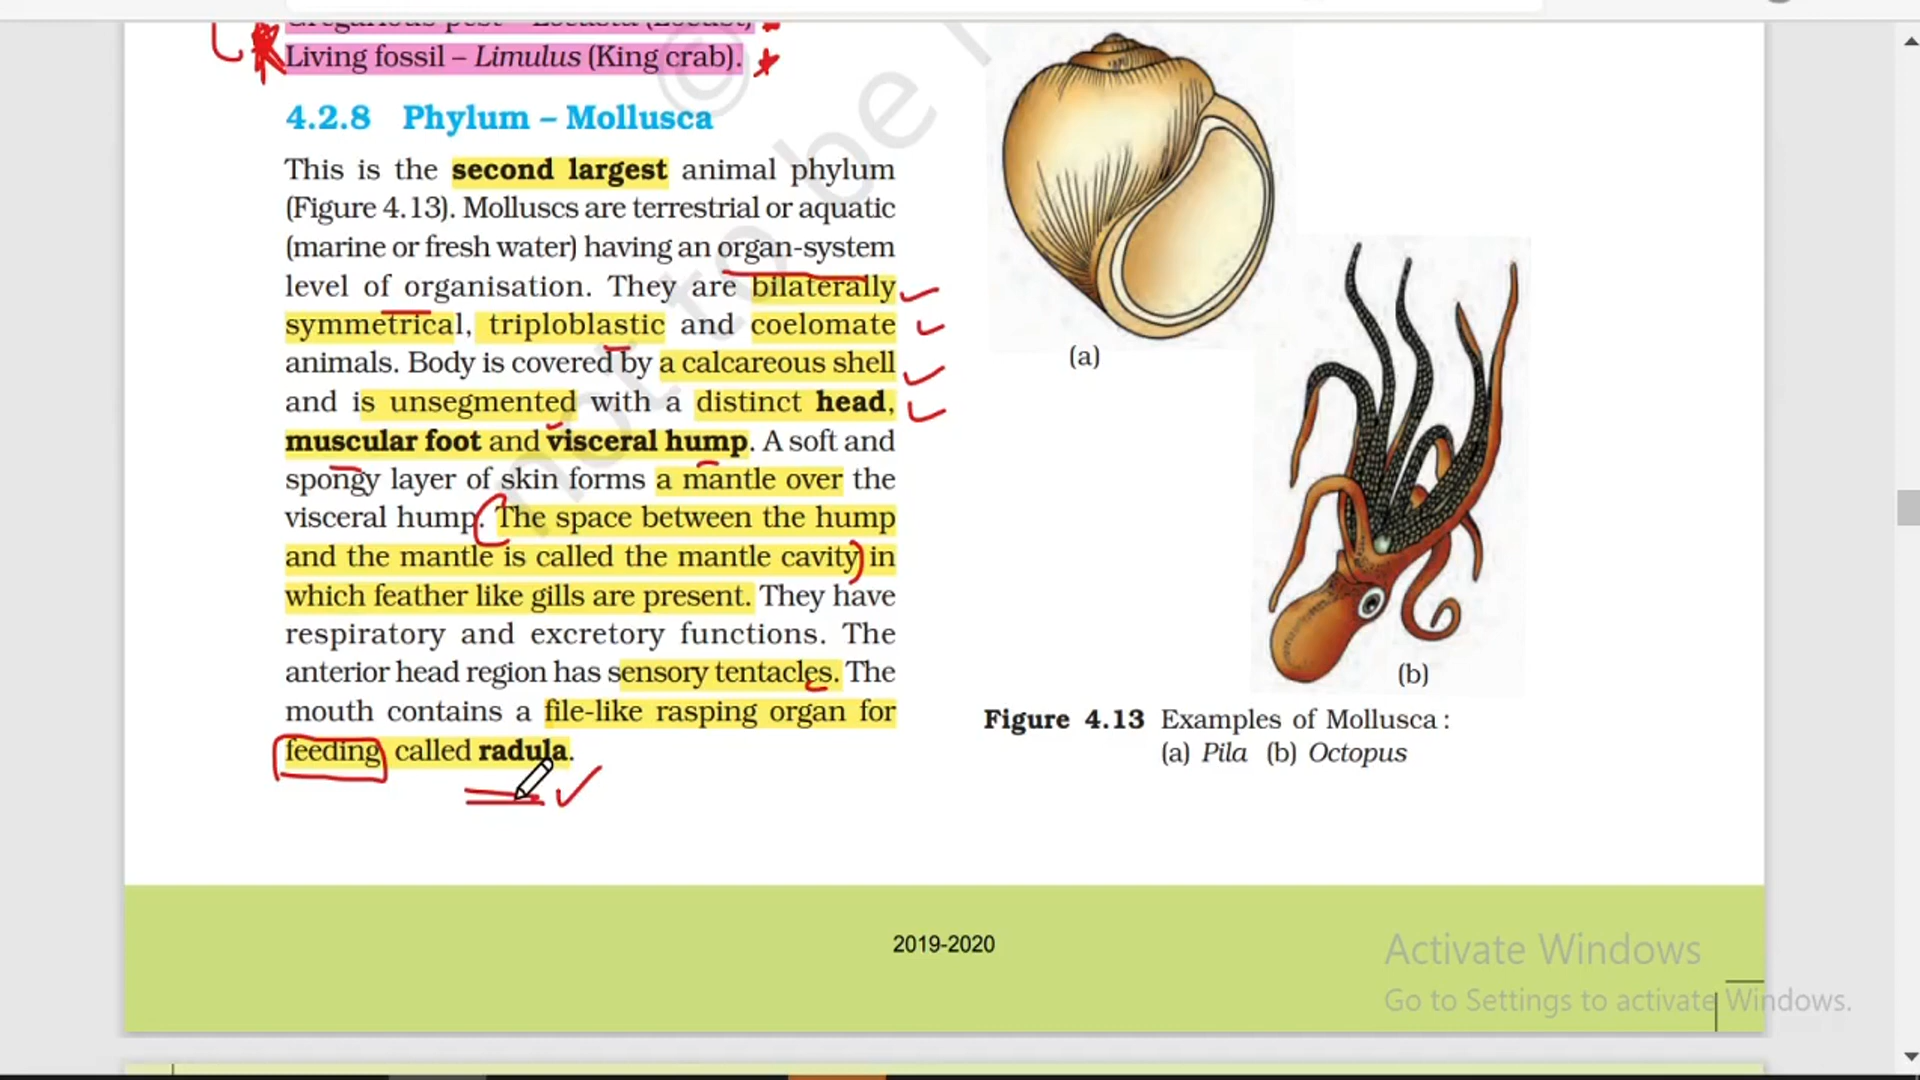 Gregarious pest – Locusta (Locust)
Living fossil – Limulus (King crab).
4.2.8 Phylum – Mollusca
This is the second largest animal phylum
(Figure 4.13). Molluscs are terrestrial or aquatic
(marine or fresh water) having an organ-system
level of organisation. They are bilaterally
symmetrical, triploblastic and coelomate
animals. Body is covered by a calcareous shell
and is unsegmented with a distinct head,
muscular foot and visceral hump. A soft and
spongy layer of skin forms a mantle over the
visceral hump. The space between the hump
and the mantle is called the mantle cavity in
which feather like gills are present. They have
respiratory and excretory functions. The
anterior head region has sensory tentacles. The
mouth contains a file-like rasping organ for
feeding called radula.
(a)
(b)
Figure 4.13 Examples of Mollusca :
(a) Pila (b) Octopus
© not to be
2019-2020
Activate Windows
Go to Settings to activate Windows.